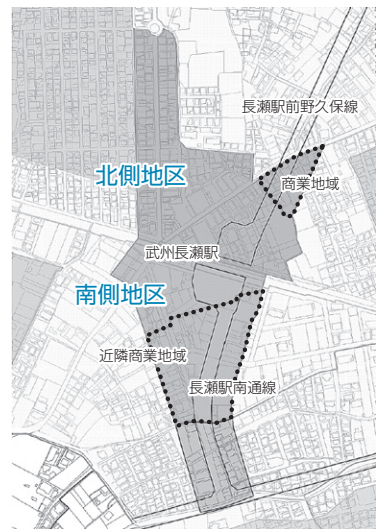 長瀬駅前野久保線
北側地区
商業地域
武州長瀬駅
南側地区
近隣商業地域
長瀬駅南通線